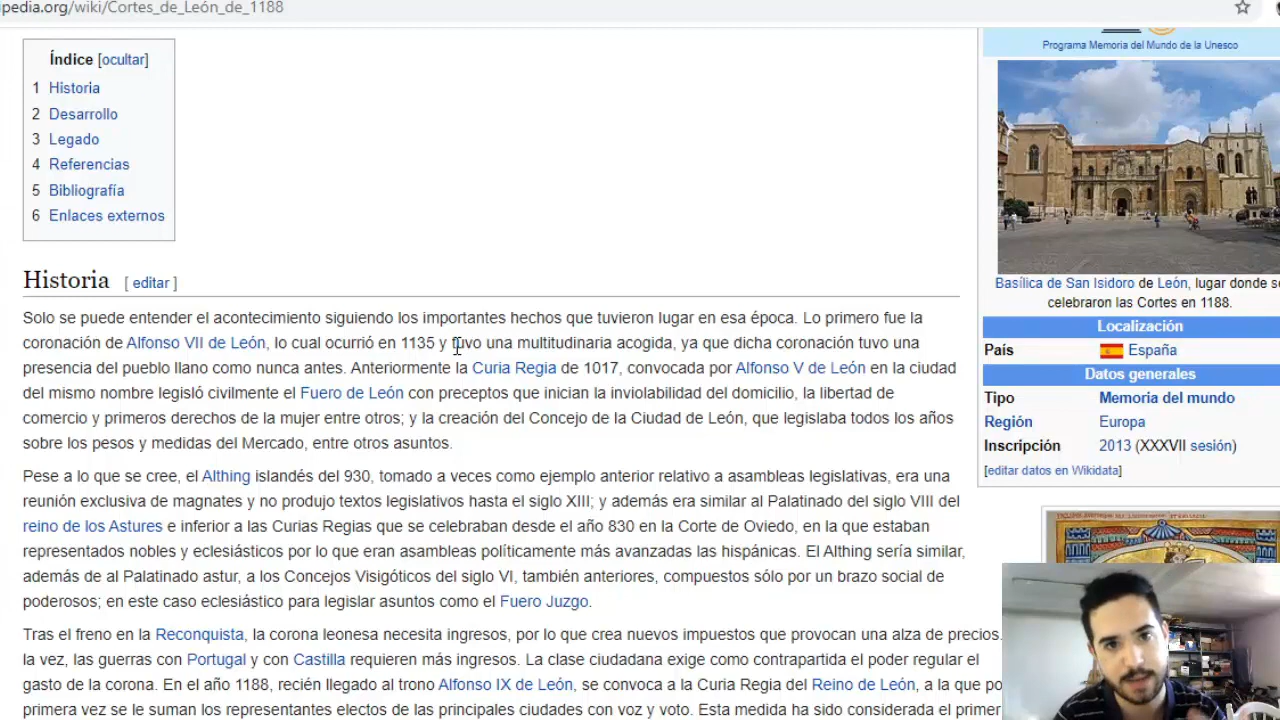 ipedia.org/wiki/Cortes_de_León_de_1188
Índice [ocultar]
1 Historia
2 Desarrollo
3 Legado
4 Referencias
5 Bibliografía
6 Enlaces externos
Historia [ editar ]
Solo se puede entender el acontecimiento siguiendo los importantes hechos que tuvieron lugar en esa época. Lo primero fue la
coronación de Alfonso VII de León, lo cual ocurrió en 1135 y tuvo una multitudinaria acogida, ya que dicha coronación tuvo una
presencia del pueblo llano como nunca antes. Anteriormente la Curia Regia de 1017, convocada por Alfonso V de León en la ciudad
del mismo nombre legisló civilmente el Fuero de León con preceptos que inician la inviolabilidad del domicilio, la libertad de
comercio y primeros derechos de la mujer entre otros; y la creación del Concejo de la Ciudad de León, que legislaba todos los años
sobre los pesos y medidas del Mercado, entre otros asuntos.
Pese a lo que se cree, el Althing islandés del 930, tomado a veces como ejemplo anterior relativo a asambleas legislativas, era una
reunión exclusiva de magnates y no produjo textos legislativos hasta el siglo XIII; y además era similar al Palatinado del siglo VIII del
reino de los Astures e inferior a las Curias Regias que se celebraban desde el año 830 en la Corte de Oviedo, en la que estaban
representados nobles y eclesiásticos por lo que eran asambleas políticamente más avanzadas las hispánicas. El Althing sería similar,
además de al Palatinado astur, a los Concejos Visigóticos del siglo VI, también anteriores, compuestos sólo por un brazo social de
poderosos; en este caso eclesiástico para legislar asuntos como el Fuero Juzgo.
Tras el freno en la Reconquista, la corona leonesa necesita ingresos, por lo que crea nuevos impuestos que provocan una alza de precios.
la vez, las guerras con Portugal y con Castilla requieren más ingresos. La clase ciudadana exige como contrapartida el poder regular el
gasto de la corona. En el año 1188, recién llegado al trono Alfonso IX de León, se convoca a la Curia Regia del Reino de León, a la que po
primera vez se le suman los representantes electos de las principales ciudades con voz y voto. Esta medida ha sido considerada el primer
Programa Memoria del Mundo de la Unesco
Basílica de San Isidoro de León, lugar donde se
celebraron las Cortes en 1188.
Localización
País España
Datos generales
Tipo Memoria del mundo
Región Europa
Inscripción 2013 (XXXVII sesión)
[editar datos en Wikidata]